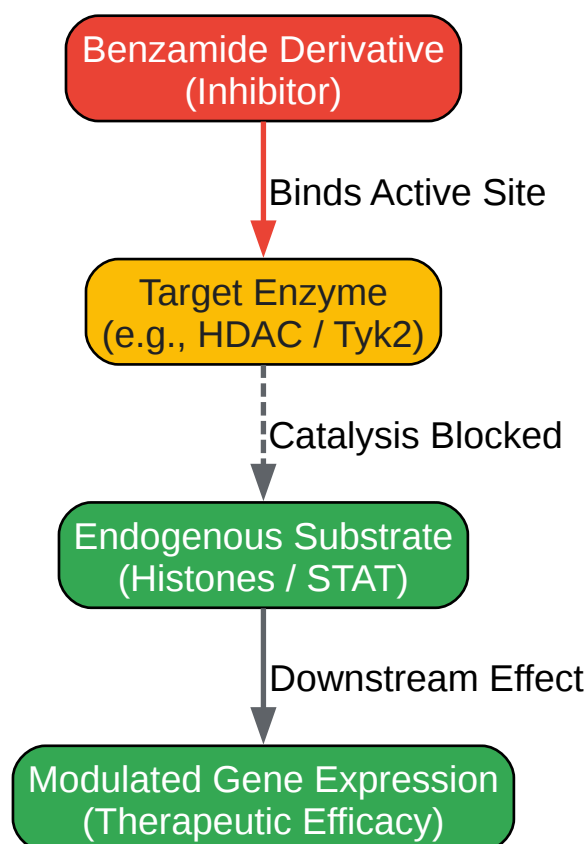 Benzamide Derivative
(Inhibitor)
Binds Active Site
Target Enzyme
(e.g., HDAC / Tyk2)
Catalysis Blocked
Endogenous Substrate
(Histones / STAT)
Downstream Effect
Modulated Gene Expression
(Therapeutic Efficacy)